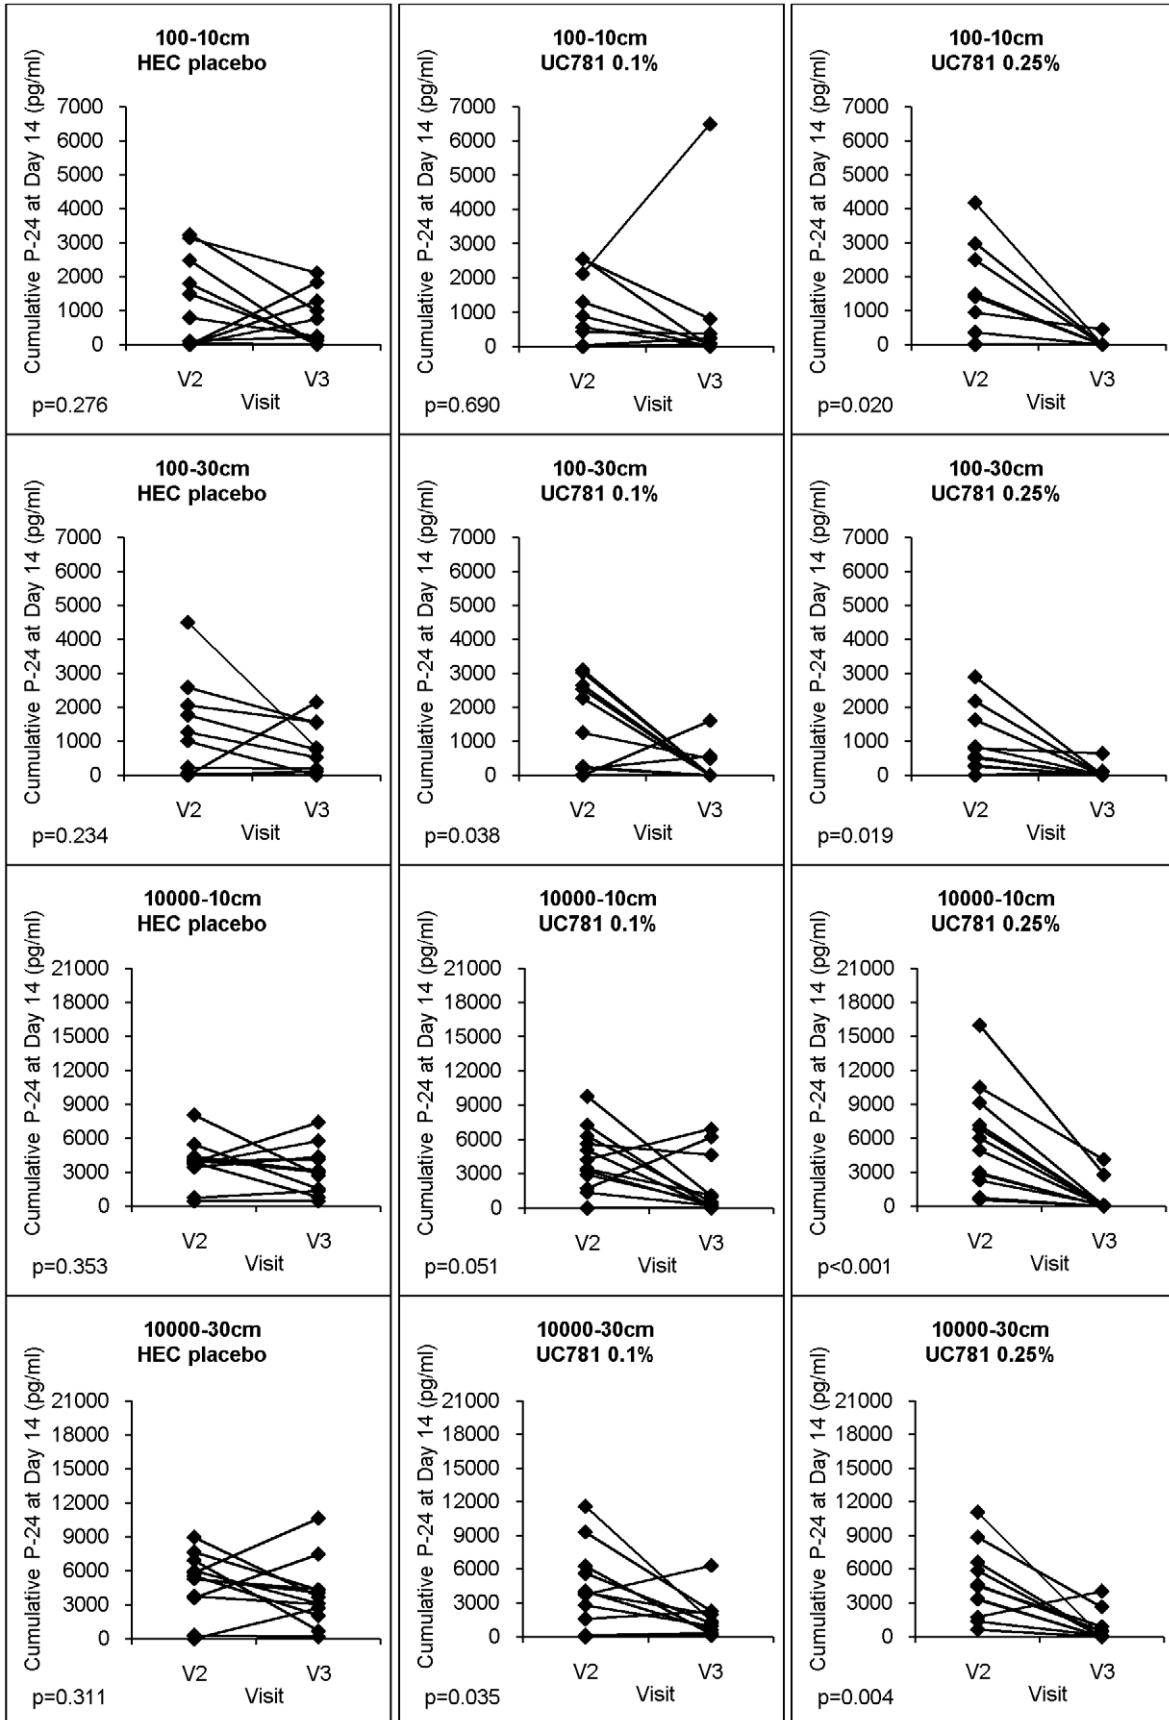 100-10cm
HEC placebo
Cumulative P-24 at Day 14 (pg/ml)
7000
6000
5000
4000
3000
2000
1000
0
V2
V3
Visit
p=0.276
100-10cm
UC781 0.1%
Cumulative P-24 at Day 14 (pg/ml)
7000
6000
5000
4000
3000
2000
1000
0
V2
V3
Visit
p=0.690
100-10cm
UC781 0.25%
Cumulative P-24 at Day 14 (pg/ml)
7000
6000
5000
4000
3000
2000
1000
0
V2
V3
Visit
p=0.020
100-30cm
HEC placebo
Cumulative P-24 at Day 14 (pg/ml)
7000
6000
5000
4000
3000
2000
1000
0
V2
V3
Visit
p=0.234
100-30cm
UC781 0.1%
Cumulative P-24 at Day 14 (pg/ml)
7000
6000
5000
4000
3000
2000
1000
0
V2
V3
Visit
p=0.038
100-30cm
UC781 0.25%
Cumulative P-24 at Day 14 (pg/ml)
7000
6000
5000
4000
3000
2000
1000
0
V2
V3
Visit
p=0.019
10000-10cm
HEC placebo
Cumulative P-24 at Day 14 (pg/ml)
21000
18000
15000
12000
9000
6000
3000
0
V2
V3
Visit
p=0.353
10000-10cm
UC781 0.1%
Cumulative P-24 at Day 14 (pg/ml)
21000
18000
15000
12000
9000
6000
3000
0
V2
V3
Visit
p=0.051
10000-10cm
UC781 0.25%
Cumulative P-24 at Day 14 (pg/ml)
21000
18000
15000
12000
9000
6000
3000
0
V2
V3
Visit
p<0.001
10000-30cm
HEC placebo
Cumulative P-24 at Day 14 (pg/ml)
21000
18000
15000
12000
9000
6000
3000
0
V2
V3
Visit
p=0.311
10000-30cm
UC781 0.1%
Cumulative P-24 at Day 14 (pg/ml)
21000
18000
15000
12000
9000
6000
3000
0
V2
V3
Visit
p=0.035
10000-30cm
UC781 0.25%
Cumulative P-24 at Day 14 (pg/ml)
21000
18000
15000
12000
9000
6000
3000
0
V2
V3
Visit
p=0.004